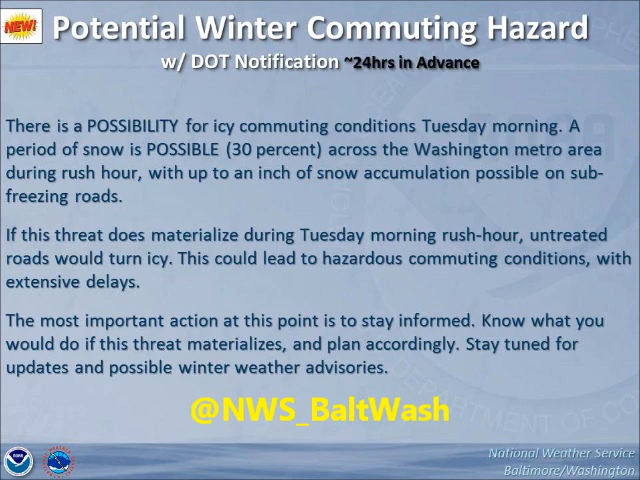 NEW!
Potential Winter Commuting Hazard
w/ DOT Notification ~24hrs in Advance
There is a POSSIBILITY for icy commuting conditions Tuesday morning. A
period of snow is POSSIBLE (30 percent) across the Washington metro area
during rush hour, with up to an inch of snow accumulation possible on sub-
freezing roads.
If this threat does materialize during Tuesday morning rush-hour, untreated
roads would turn icy. This could lead to hazardous commuting conditions, with
extensive delays.
The most important action at this point is to stay informed. Know what you
would do if this threat materializes, and plan accordingly. Stay tuned for
updates and possible winter weather advisories.
@NWS_BaltWash
National Weather Service
Baltimore/Washington